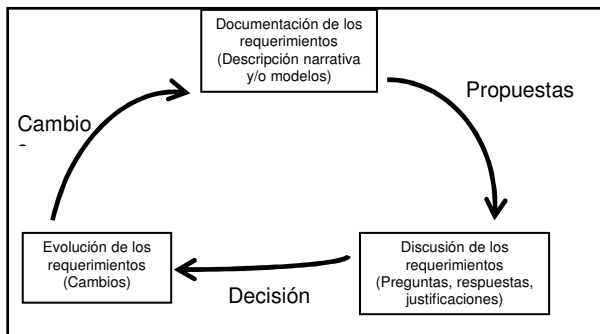 Documentación de los
requerimientos
(Descripción narrativa
y/o modelos)
Propuestas
Cambio
Evolución de los
requerimientos
(Cambios)
Discusión de los
requerimientos
(Preguntas, respuestas,
justificaciones)
Decisión